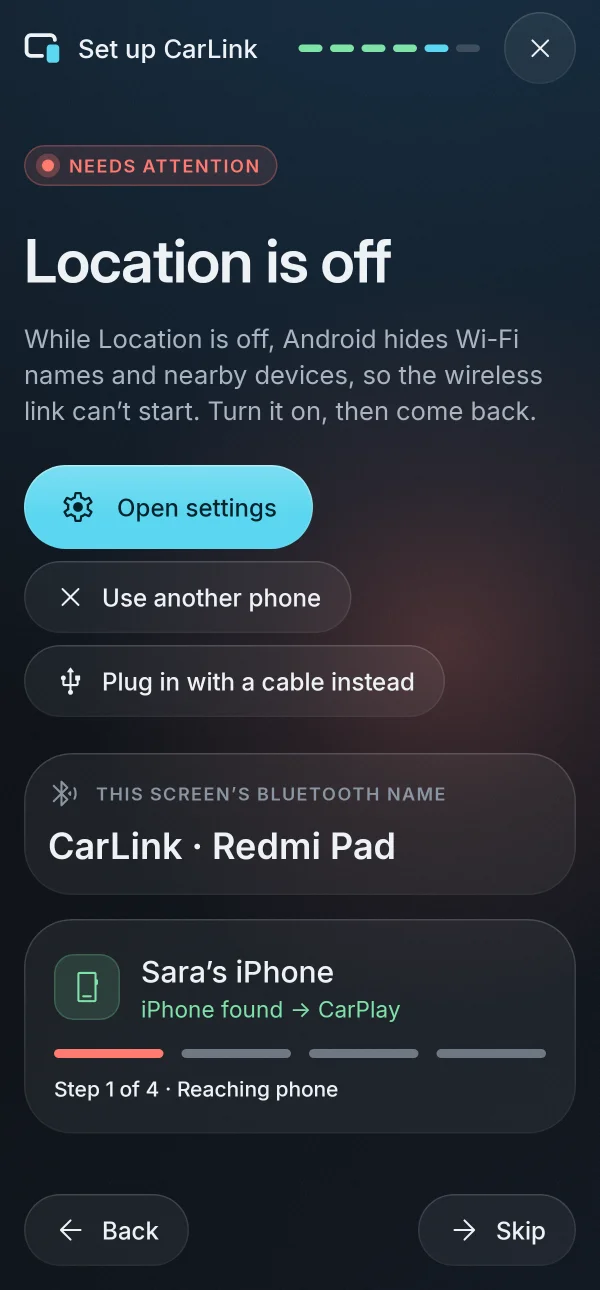 Set up CarLink
NEEDS ATTENTION
Location is off
While Location is off, Android hides Wi-Fi
names and nearby devices, so the wireless
link can’t start. Turn it on, then come back.
Open settings
Use another phone
Plug in with a cable instead
THIS SCREEN’S BLUETOOTH NAME
CarLink · Redmi Pad
Sara’s iPhone
iPhone found → CarPlay
Step 1 of 4 · Reaching phone
Back
Skip